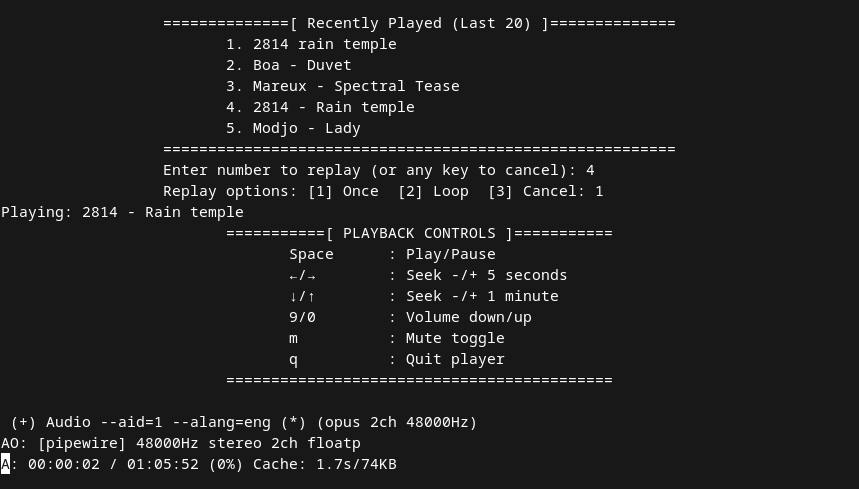 ==============[ Recently Played (Last 20) ]==============
1. 2814 rain temple
2. Boa - Duvet
3. Mareux - Spectral Tease
4. 2814 - Rain temple
5. Modjo - Lady
=========================================================
Enter number to replay (or any key to cancel): 4
Replay options: [1] Once  [2] Loop  [3] Cancel: 1
Playing: 2814 - Rain temple
===========[ PLAYBACK CONTROLS ]===========
Space      : Play/Pause
←/→        : Seek -/+ 5 seconds
↓/↑        : Seek -/+ 1 minute
9/0        : Volume down/up
m          : Mute toggle
q          : Quit player
===========================================
(+) Audio --aid=1 --alang=eng (*) (opus 2ch 48000Hz)
AO: [pipewire] 48000Hz stereo 2ch floatp
A: 00:00:02 / 01:05:52 (0%) Cache: 1.7s/74KB